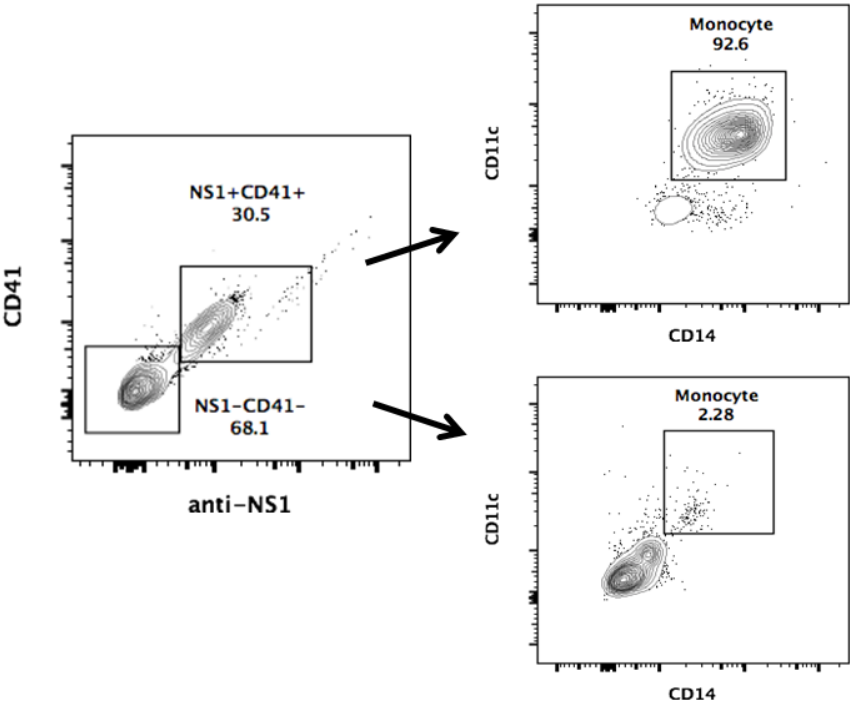 Monocyte
92.6
CD11c
CD14
NS1+CD41+
30.5
CD41
NS1−CD41−
68.1
anti−NS1
Monocyte
2.28
CD11c
CD14